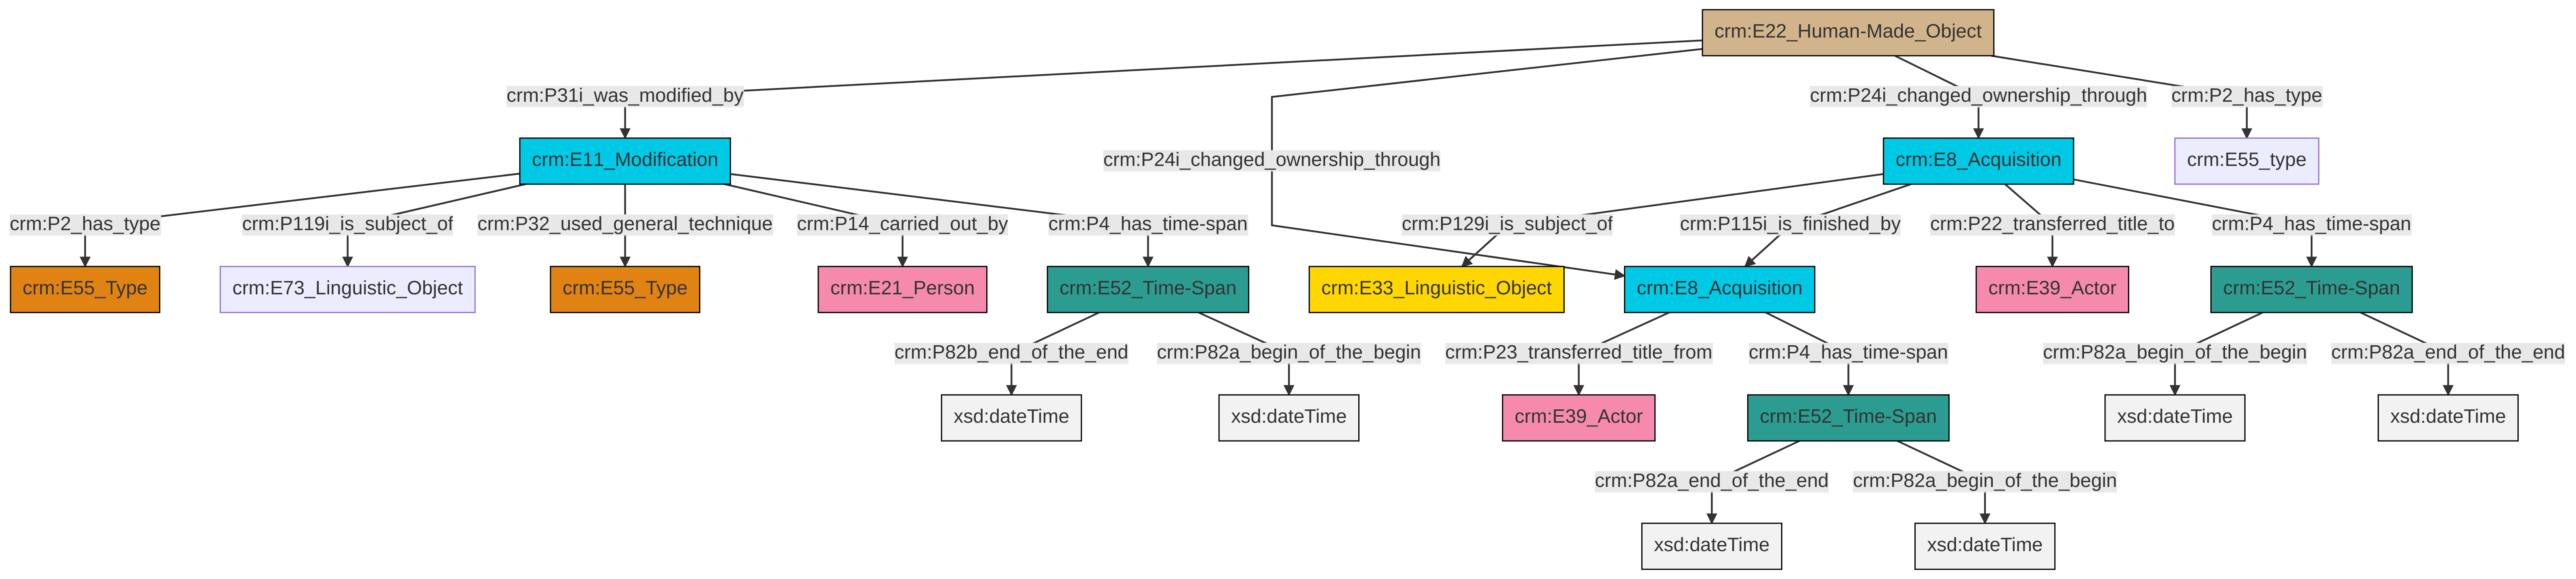 crm:E22_Human-Made_Object
crm:P31i_was_modified_by
crm:P24i_changed_ownership_through
crm:P2_has_type
crm:E11_Modification
crm:P24i_changed_ownership_through
crm:E8_Acquisition
crm:E55_type
crm:P2_has_type
crm:P119i_is_subject_of
crm:P32_used_general_technique
crm:P14_carried_out_by
crm:P4_has_time-span
crm:P129i_is_subject_of
crm:P115i_is_finished_by
crm:P22_transferred_title_to
crm:P4_has_time-span
crm:E55_Type
crm:E73_Linguistic_Object
crm:E55_Type
crm:E21_Person
crm:E52_Time-Span
crm:E33_Linguistic_Object
crm:E8_Acquisition
crm:E39_Actor
crm:E52_Time-Span
crm:P82b_end_of_the_end
crm:P82a_begin_of_the_begin
crm:P23_transferred_title_from
crm:P4_has_time-span
crm:P82a_begin_of_the_begin
crm:P82a_end_of_the_end
xsd:dateTime
xsd:dateTime
crm:E39_Actor
crm:E52_Time-Span
xsd:dateTime
xsd:dateTime
crm:P82a_end_of_the_end
crm:P82a_begin_of_the_begin
xsd:dateTime
xsd:dateTime